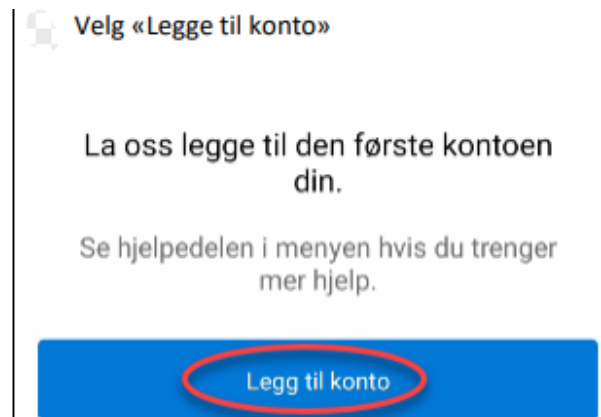 Velg «Legge til konto»
La oss legge til den første kontoen
din.
Se hjelpedelen i menyen hvis du trenger
mer hjelp.
Legg til konto